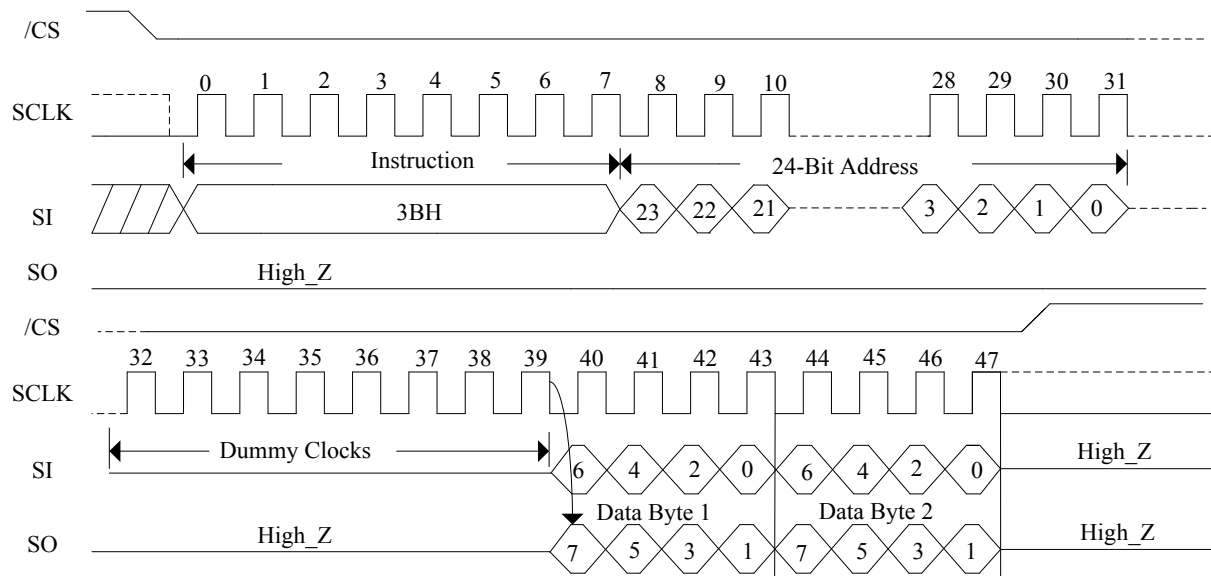 /CS
0 1 2 3 4 5 6 7 8 9 10 28 29 30 31
SCLK
Instruction 24-Bit Address
SI 3BH 23 22 21 3 2 1 0
SO High_Z
/CS
32 33 34 35 36 37 38 39 40 41 42 43 44 45 46 47
SCLK
Dummy Clocks
SI 6 4 2 0 6 4 2 0 High_Z
Data Byte 1 Data Byte 2
SO High_Z 7 5 3 1 7 5 3 1 High_Z